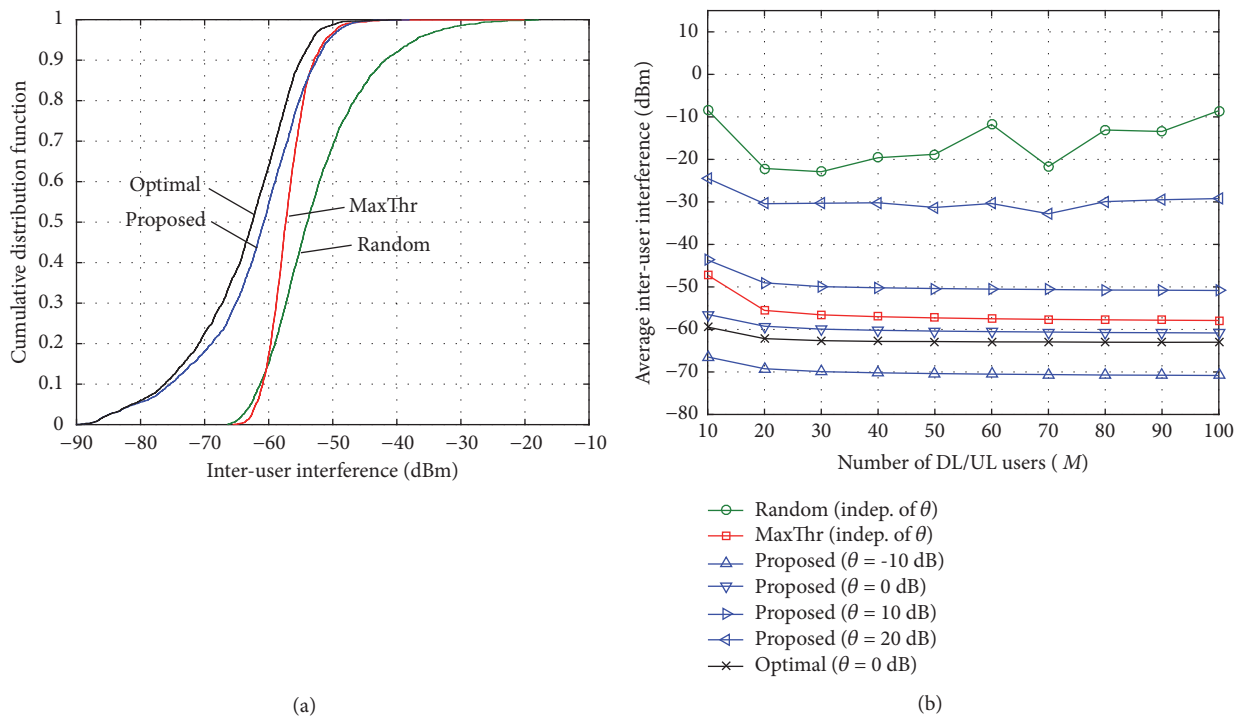 1
0.9
0.8
0.7
0.6
0.5
0.4
0.3
0.2
0.1
0
Cumulative distribution function
Optimal
Proposed
MaxThr
Random
−90 −80 −70 −60 −50 −40 −30 −20 −10
Inter-user interference (dBm)
(a)
10
0
−10
−20
−30
−40
−50
−60
−70
−80
Average inter-user interference (dBm)
10 20 30 40 50 60 70 80 90 100
Number of DL/UL users ( M)
Random (indep. of θ)
MaxThr (indep. of θ)
Proposed (θ = -10 dB)
Proposed (θ = 0 dB)
Proposed (θ = 10 dB)
Proposed (θ = 20 dB)
Optimal (θ = 0 dB)
(b)